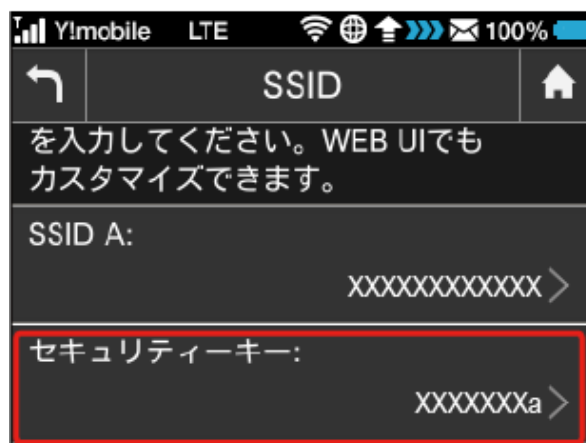 Y!mobile LTE 100%
SSID
を入力してください。WEB UIでも
カスタマイズできます。
SSID A:
XXXXXXXXXXXX
セキュリティーキー:
XXXXXXXa